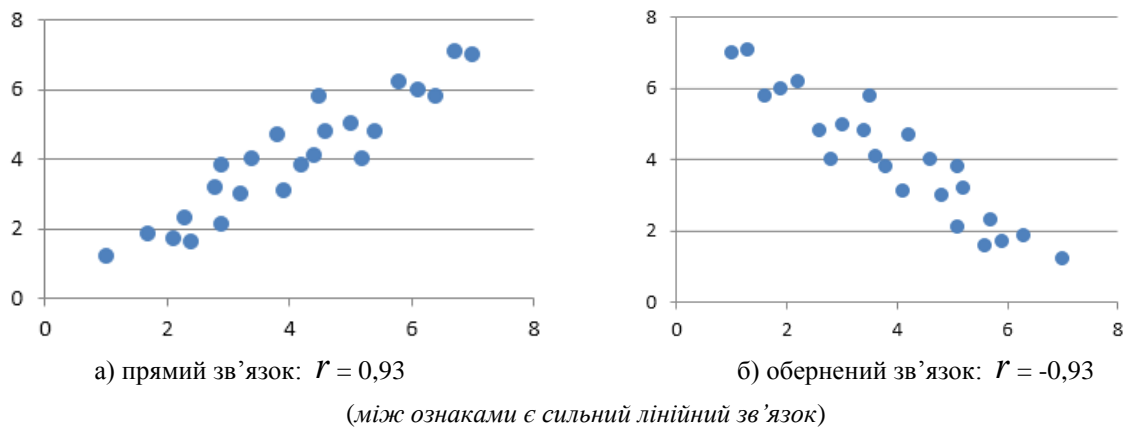 8
6
4
2
0
0 2 4 6 8
а) прямий зв’язок: r = 0,93
8
6
4
2
0
0 2 4 6 8
б) обернений зв’язок: r = -0,93
(між ознаками є сильний лінійний зв’язок)